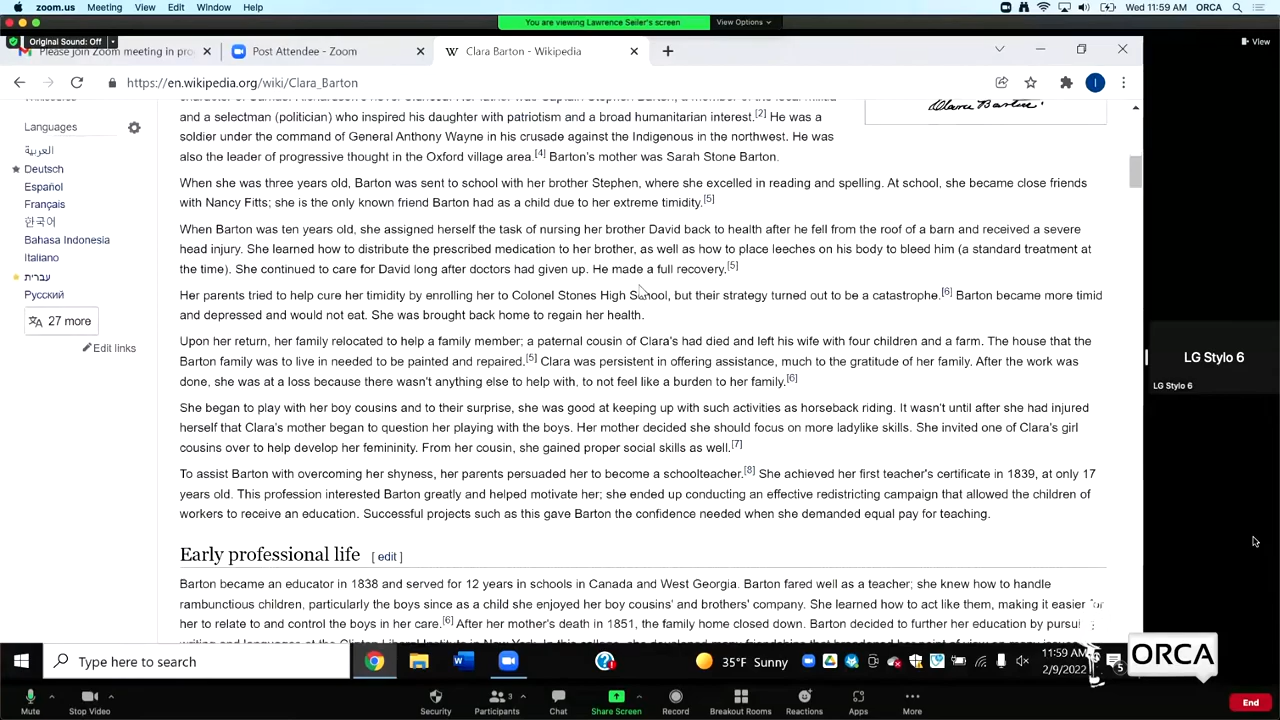 zoom.us Meeting View Edit Window Help Wed 11:59 AM ORCA
You are viewing Lawrence Seiler's screen View Options
Original Sound: Off View
Please join Zoom meeting in pro Post Attendee - Zoom Clara Barton - Wikipedia
https://en.wikipedia.org/wiki/Clara_Barton
Clara Barton
and a selectman (politician) who inspired his daughter with patriotism and a broad humanitarian interest.[2] He was a
soldier under the command of General Anthony Wayne in his crusade against the Indigenous in the northwest. He was
also the leader of progressive thought in the Oxford village area.[4] Barton's mother was Sarah Stone Barton.
When she was three years old, Barton was sent to school with her brother Stephen, where she excelled in reading and spelling. At school, she became close friends
with Nancy Fitts; she is the only known friend Barton had as a child due to her extreme timidity.[5]
When Barton was ten years old, she assigned herself the task of nursing her brother David back to health after he fell from the roof of a barn and received a severe
head injury. She learned how to distribute the prescribed medication to her brother, as well as how to place leeches on his body to bleed him (a standard treatment at
the time). She continued to care for David long after doctors had given up. He made a full recovery.[5]
Her parents tried to help cure her timidity by enrolling her to Colonel Stones High School, but their strategy turned out to be a catastrophe.[6] Barton became more timid
and depressed and would not eat. She was brought back home to regain her health.
Upon her return, her family relocated to help a family member; a paternal cousin of Clara's had died and left his wife with four children and a farm. The house that the
Barton family was to live in needed to be painted and repaired.[5] Clara was persistent in offering assistance, much to the gratitude of her family. After the work was
done, she was at a loss because there wasn't anything else to help with, to not feel like a burden to her family.[6]
She began to play with her boy cousins and to their surprise, she was good at keeping up with such activities as horseback riding. It wasn't until after she had injured
herself that Clara's mother began to question her playing with the boys. Her mother decided she should focus on more ladylike skills. She invited one of Clara's girl
cousins over to help develop her femininity. From her cousin, she gained proper social skills as well.[7]
To assist Barton with overcoming her shyness, her parents persuaded her to become a schoolteacher.[8] She achieved her first teacher's certificate in 1839, at only 17
years old. This profession interested Barton greatly and helped motivate her; she ended up conducting an effective redistricting campaign that allowed the children of
workers to receive an education. Successful projects such as this gave Barton the confidence needed when she demanded equal pay for teaching.
Early professional life [ edit ]
Barton became an educator in 1838 and served for 12 years in schools in Canada and West Georgia. Barton fared well as a teacher; she knew how to handle
rambunctious children, particularly the boys since as a child she enjoyed her boy cousins' and brothers' company. She learned how to act like them, making it easier for
her to relate to and control the boys in her care.[6] After her mother's death in 1851, the family home closed down. Barton decided to further her education by pursui
Languages
العربية
Deutsch
Español
Français
한국어
Bahasa Indonesia
Italiano
עברית
Русский
27 more
Edit links
LG Stylo 6
LG Stylo 6
Type here to search 35°F Sunny 11:59 AM
2/9/2022 5
ORCA
Mute Stop Video Security Participants 3 Chat Share Screen Record Breakout Rooms Reactions Apps More End